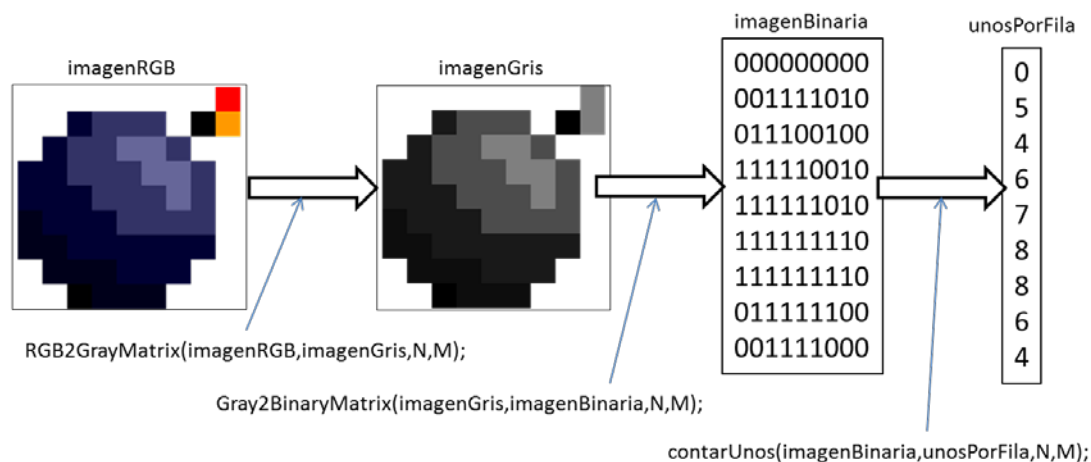 imagenRGB
imagenGris
imagenBinaria
unosPorFila
000000000
001111010
011100100
111110010
111111010
111111110
111111110
011111100
001111000
0
5
4
6
7
8
8
6
4
RGB2GrayMatrix(imagenRGB,imagenGris,N,M);
Gray2BinaryMatrix(imagenGris,imagenBinaria,N,M);
contarUnos(imagenBinaria,unosPorFila,N,M);